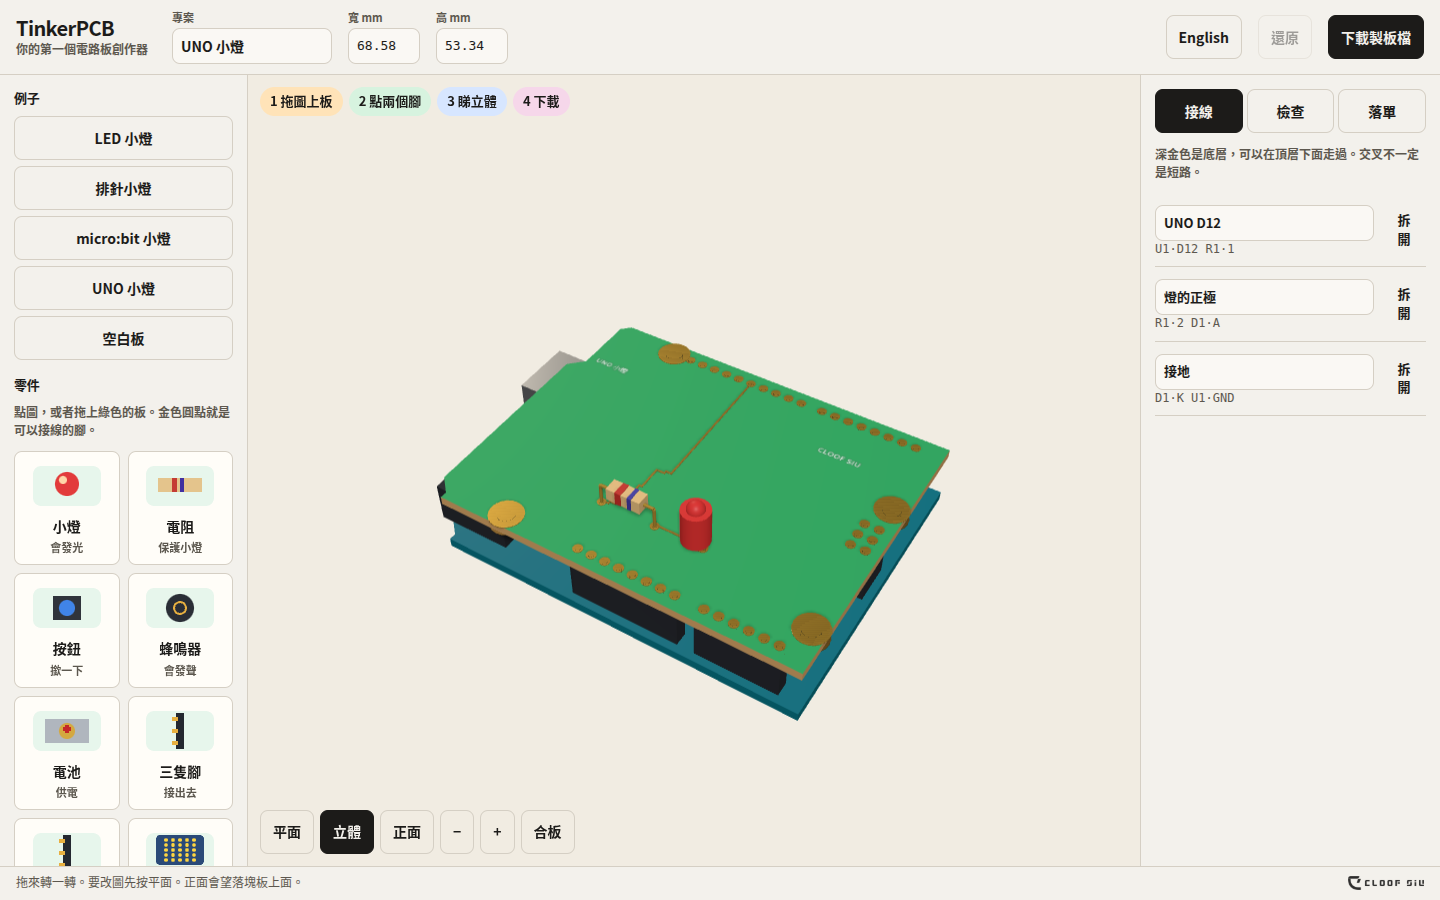 TinkerPCB
你的第一個電路板創作器
專案
UNO 小燈
寬 mm
68.58
高 mm
53.34
English
還原
下載製板檔
例子
LED 小燈
排針小燈
micro:bit 小燈
UNO 小燈
空白板
零件
點圖，或者拖上綠色的板。金色圓點就是
可以接線的腳。
小燈
會發光
電阻
保護小燈
按鈕
撳一下
蜂鳴器
會發聲
電池
供電
三隻腳
接出去
1 拖圖上板
2 點兩個腳
3 睇立體
4 下載
UNO 小燈
CLOOF SIU
平面
立體
正面
−
+
合板
接線
檢查
落單
深金色是底層，可以在頂層下面走過。交叉不一定
是短路。
UNO D12
拆
開
U1·D12 R1·1
燈的正極
拆
開
R1·2 D1·A
接地
拆
開
D1·K U1·GND
拖來轉一轉。要改圖先按平面。正面會望落塊板上面。
CLOOF SIU